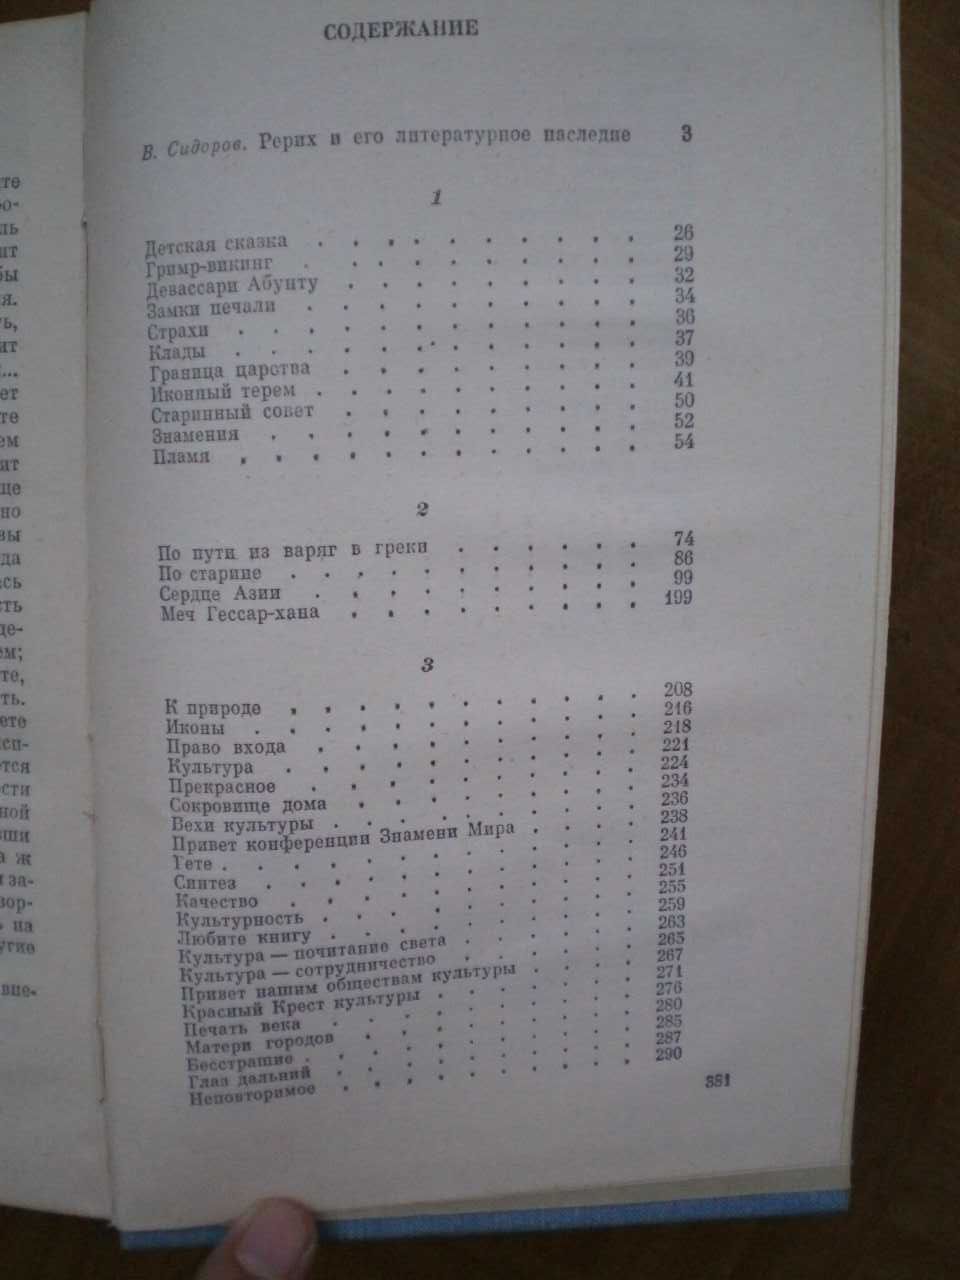 СОДЕРЖАНИЕ
В. Сидоров. Рерих и его литературное наследие 3
1
Детская сказка . . . . . . . . . . 26
Гримр-викинг . . . . . . . . . . 29
Девассари Абунту . . . . . . . . . 32
Замки печали . . . . . . . . . . 34
Страхи . . . . . . . . . . . . 36
Клады . . . . . . . . . . . . 37
Граница царства . . . . . . . . . 39
Иконный терем . . . . . . . . . . 41
Старинный совет . . . . . . . . . 50
Знамения . . . . . . . . . . . 52
Пламя . . . . . . . . . . . . 54
2
По пути из варяг в греки . . . . . . 74
По старине . . . . . . . . . . 86
Сердце Азии . . . . . . . . . . 99
Меч Гессар-хана . . . . . . . . . 199
3
К природе . . . . . . . . . . 208
Иконы . . . . . . . . . . . 216
Право входа . . . . . . . . . . 218
Культура . . . . . . . . . . . 221
Прекрасное . . . . . . . . . . 224
Сокровище дома . . . . . . . . . 234
Вехи культуры . . . . . . . . . 236
Привет конференции Знамени Мира . . . . 238
Гете . . . . . . . . . . . . 241
Синтез . . . . . . . . . . . 246
Качество . . . . . . . . . . . 251
Культурность . . . . . . . . . . 255
Любите книгу . . . . . . . . . . 259
Культура — почитание света . . . . . . 263
Культура — сотрудничество . . . . . . 265
Привет нашим обществам культуры . . . . 267
Красный Крест культуры . . . . . . . 271
Печать века . . . . . . . . . . 276
Матери городов . . . . . . . . . 280
Бесстрашие . . . . . . . . . . 285
Глаз дальний . . . . . . . . . . 287
Неповторимое . . . . . . . . . . 290
381